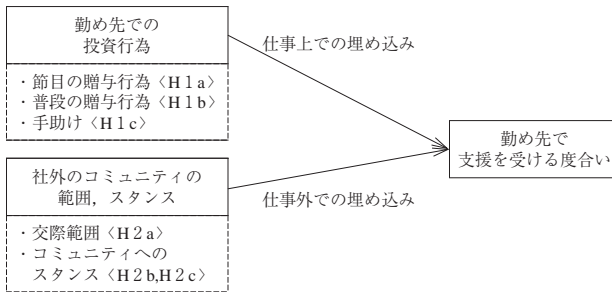 勤め先での
投資行為
・節目の贈与行為〈H1a〉
・普段の贈与行為〈H1b〉
・手助け〈H1c〉
仕事上での埋め込み
勤め先で
支援を受ける度合い
社外のコミュニティの
範囲，スタンス
・交際範囲〈H2a〉
・コミュニティへの
スタンス〈H2b,H2c〉
仕事外での埋め込み